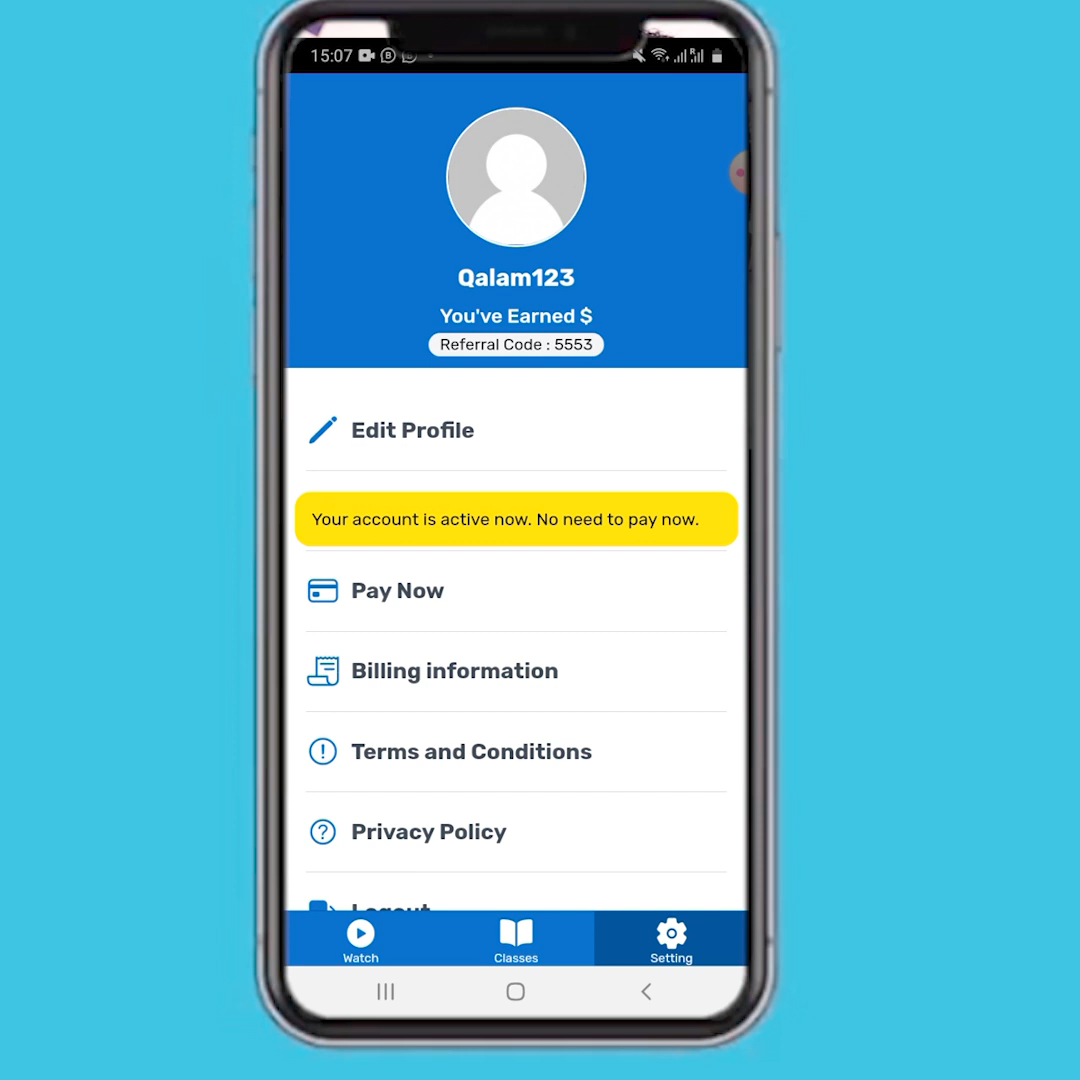 15:07
Qalam123
You've Earned $
Referral Code : 5553
Edit Profile
Your account is active now. No need to pay now.
Pay Now
Billing information
Terms and Conditions
Privacy Policy
Logout
Watch
Classes
Setting